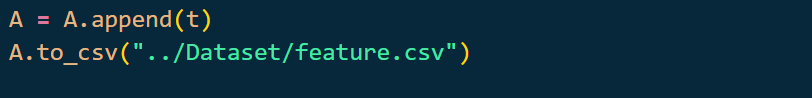 A = A.append(t)
A.to_csv("../Dataset/feature.csv")